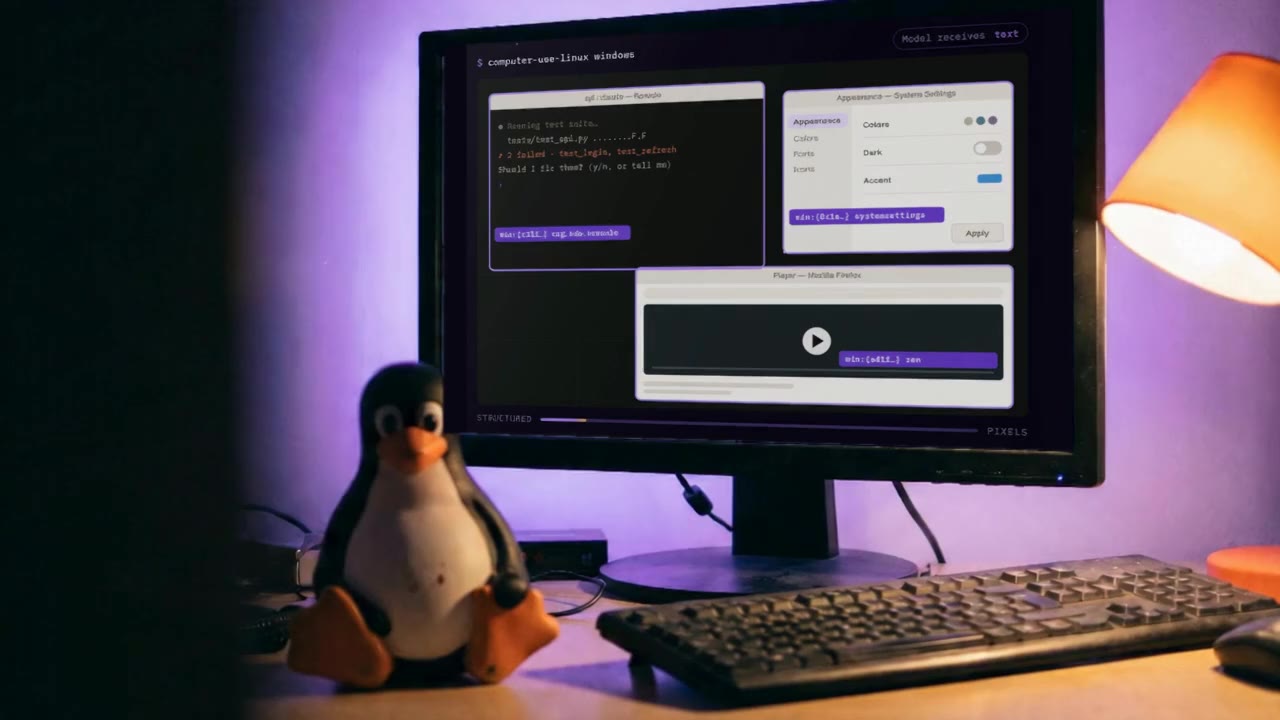 Model receives text
$ computer-use-linux windows
Running test suite…
tests/test_api.py ........F.F
2 failed - test_login, test_refresh
Should I fix them? (y/n, or tell me)
Appearance — System Settings
Appearance
Colors
Fonts
Icons
Colors
Dark
Accent
systemsettings
Apply
Player — Mozilla Firefox
zen
STRUCTURED
PIXELS